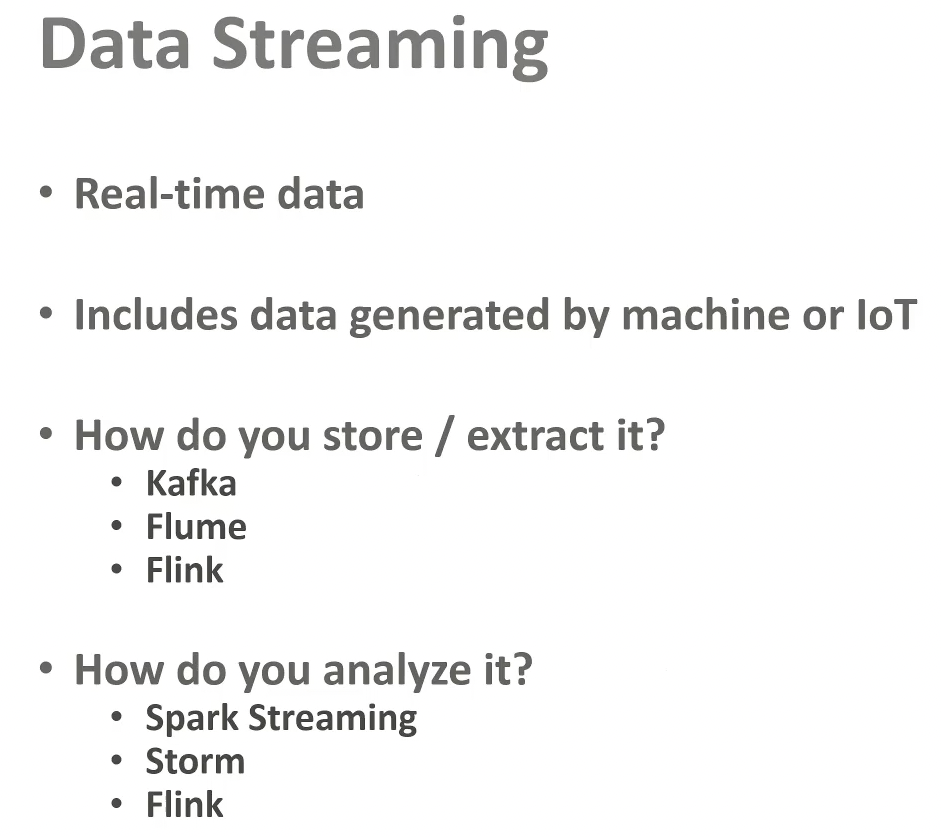 Data Streaming
• Real-time data
• Includes data generated by machine or IoT
• How do you store / extract it?
• Kafka
• Flume
• Flink
• How do you analyze it?
• Spark Streaming
• Storm
• Flink